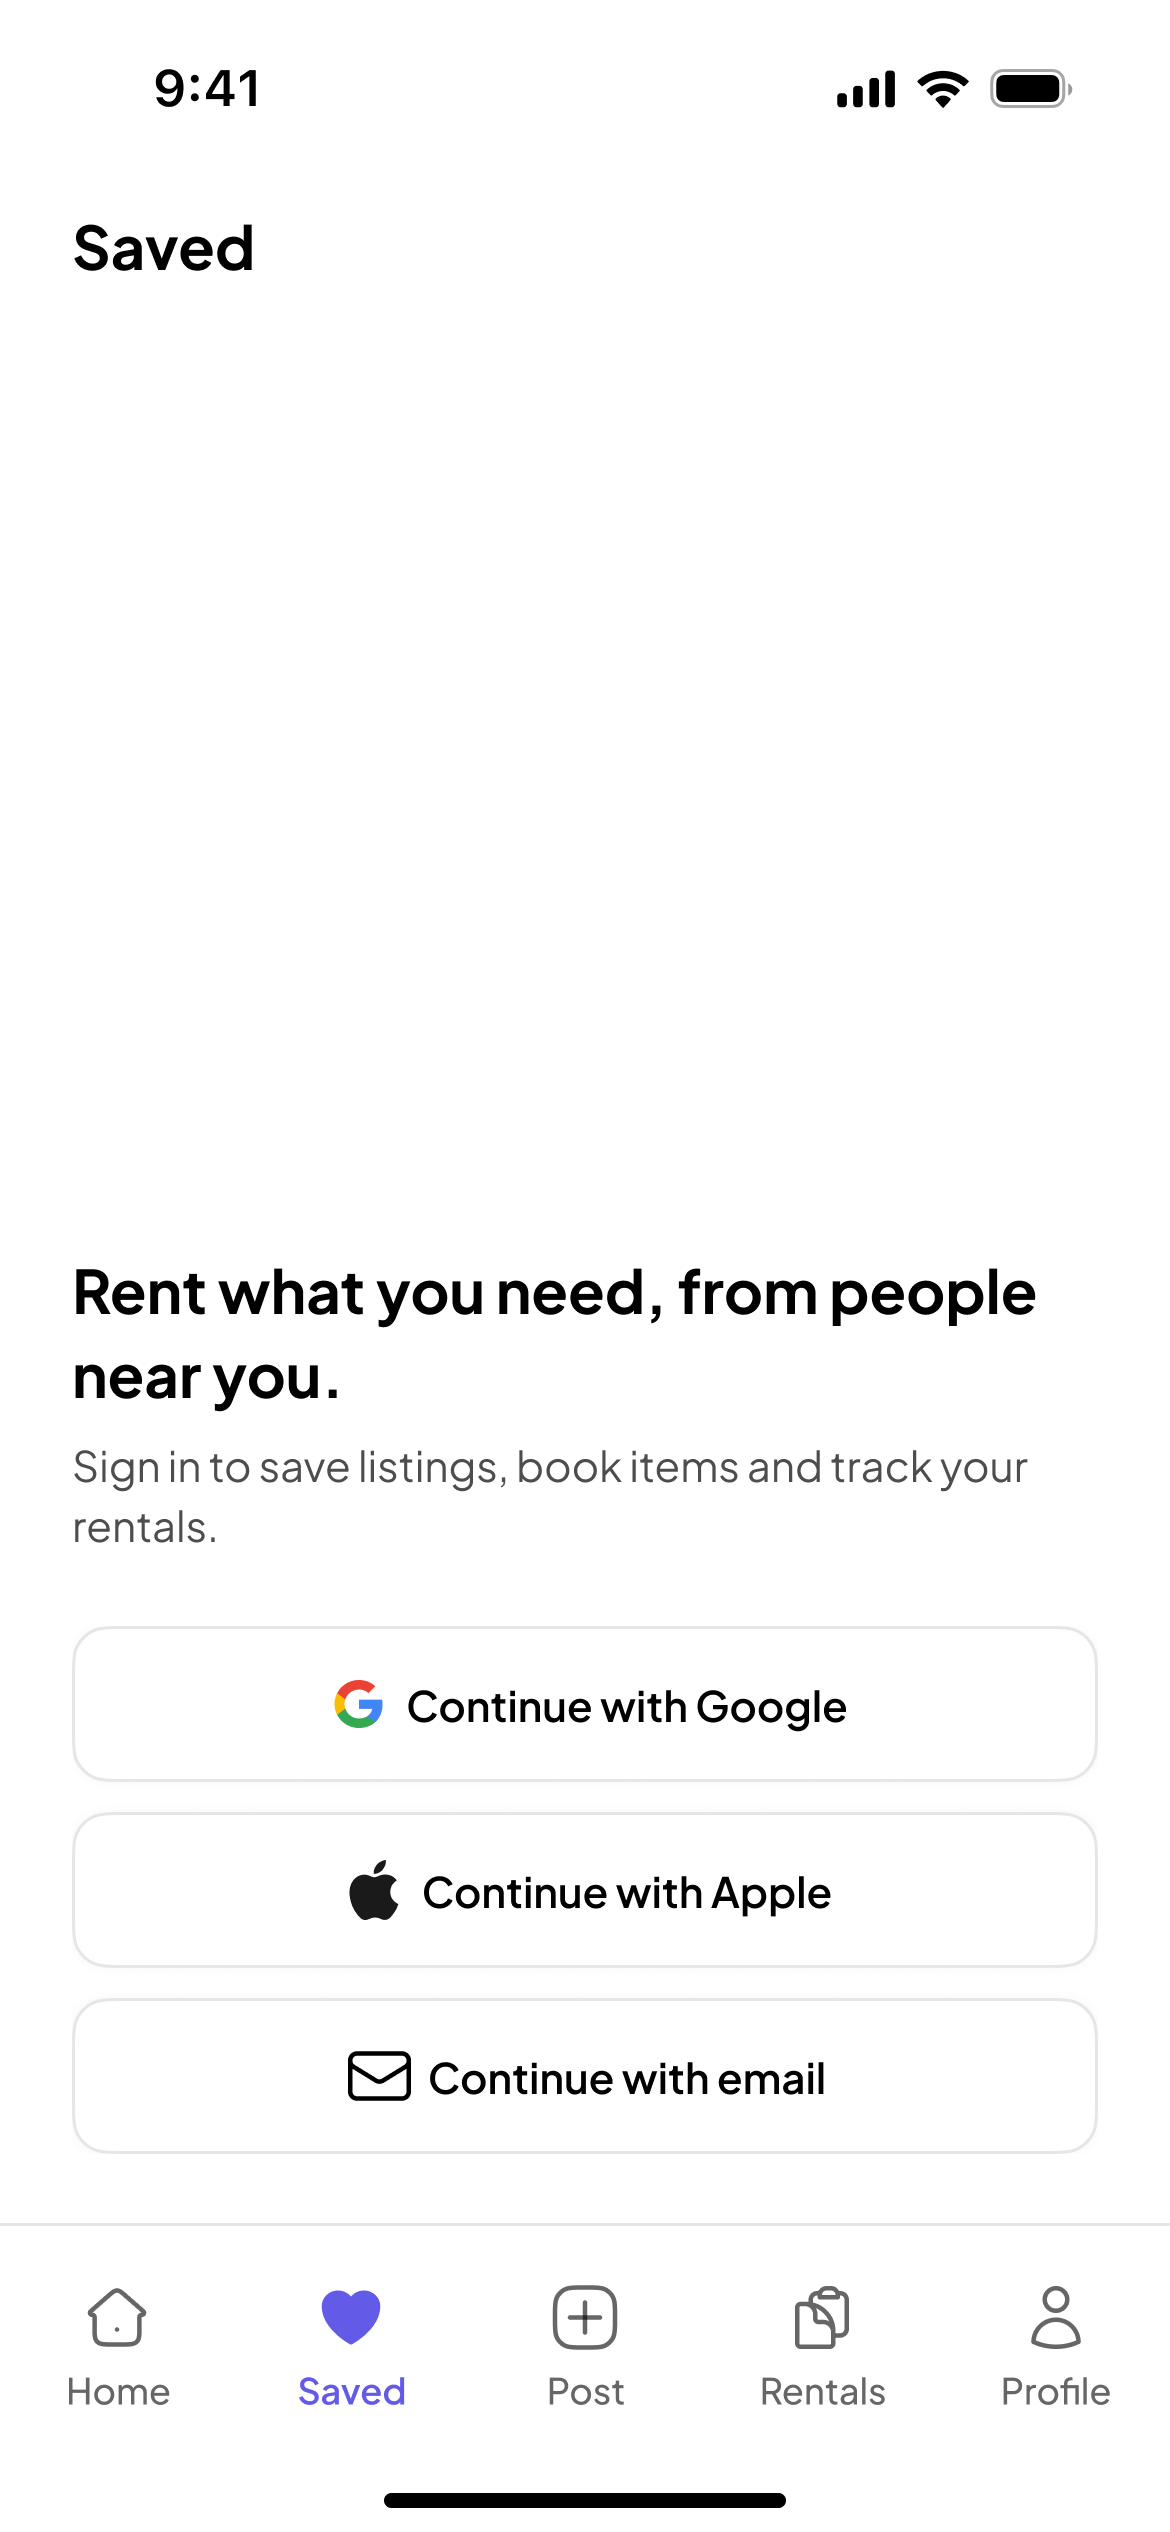 9:41
Saved
Rent what you need, from people
near you.
Sign in to save listings, book items and track your
rentals.
Continue with Google
Continue with Apple
Continue with email
Home
Saved
Post
Rentals
Profile